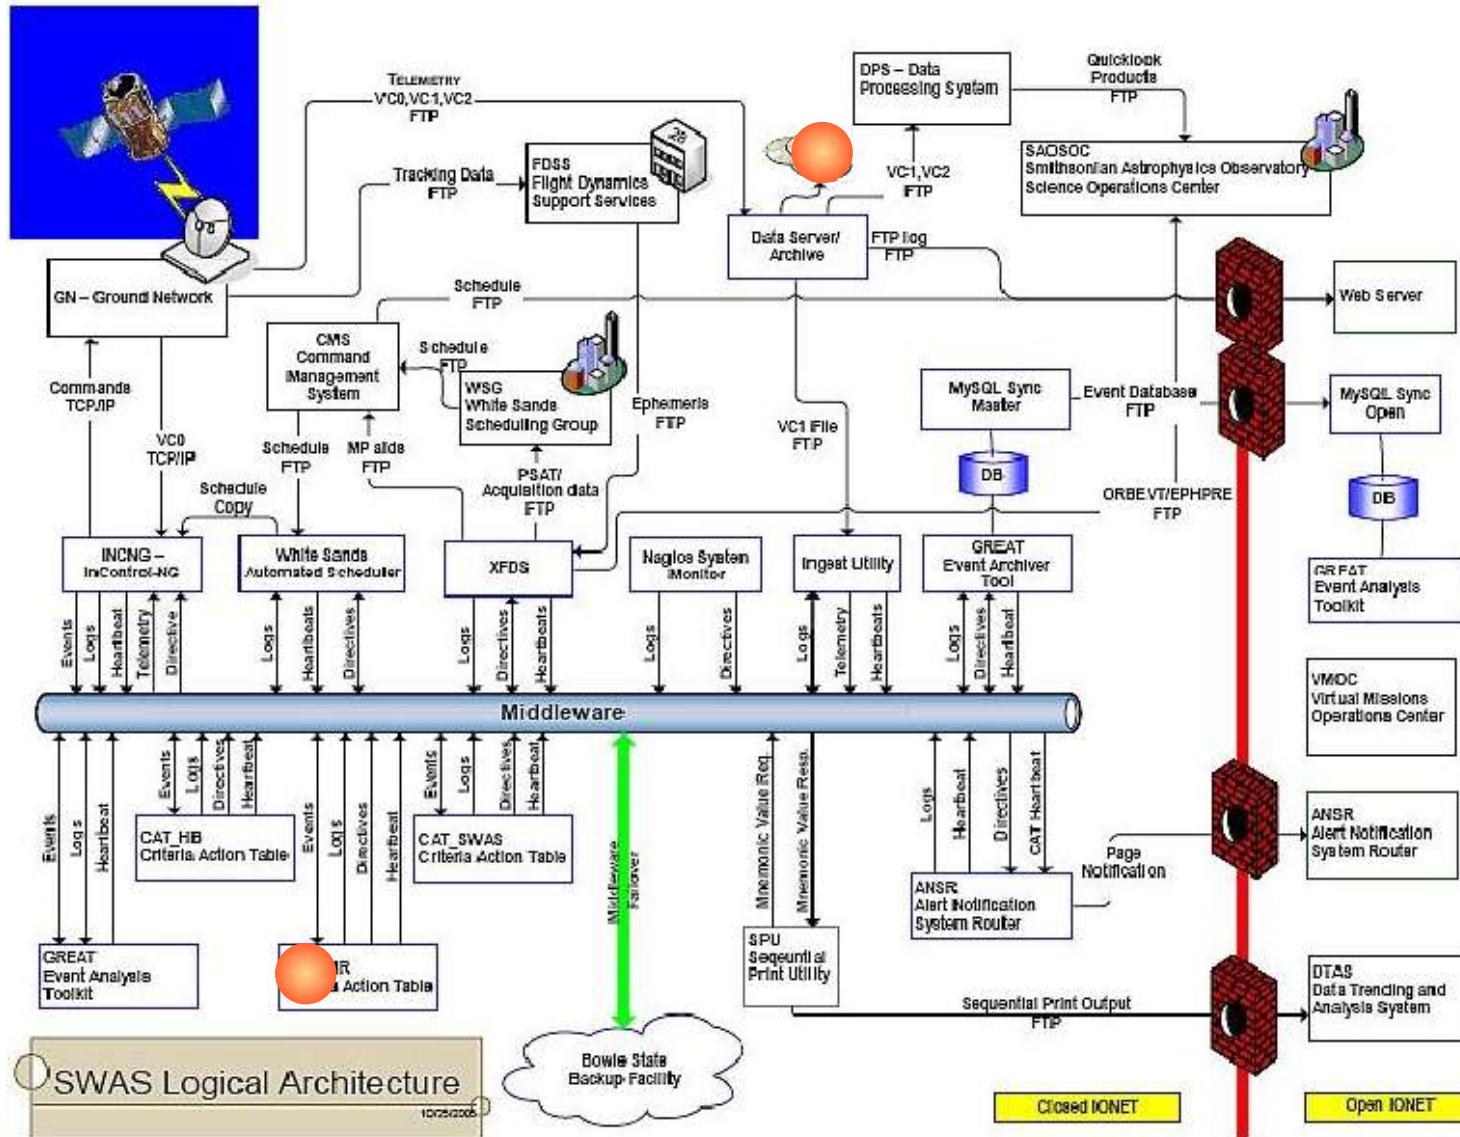 TELEMETRY
VC0,VC1,VC2
FTP
DPS – Data
Processing System
Quicklook
Products
FTP
28
FDSS
Flight Dynamics
Support Services
Tracking Data
FTP
VC1,VC2
FTP
SAOSOC
Smithsonian Astrophysics Observatory
Science Operations Center
Data Server/
Archive
FTP log
FTP
GN – Ground Network
Schedule
FTP
Web Server
CMS
Command
Management
System
Schedule
FTP
WSG
White Sands
Scheduling Group
Commands
TCP/IP
VC0
TCP/IP
Ephemeris
FTP
VC1 File
FTP
MySQL Sync
Master
Event Database
FTP
MySQL Sync
Open
Schedule
FTP
MP aids
FTP
PSAT/
Acquisition data
FTP
DB
DB
Schedule
Copy
ORBEVT/EPHPRE
FTP
INCNG –
InControl-NG
White Sands
Automated Scheduler
XFDS
Nagios System
Monitor
Ingest Utility
GREAT
Event Archiver
Tool
GREAT
Event Analysis
Toolkit
Events
Logs
Heartbeat
Telemetry
Directive
Logs
Heartbeats
Directives
Logs
Directives
Heartbeats
Logs
Directives
Logs
Telemetry
Heartbeats
Logs
Directives
Heartbeat
VMOC
Virtual Missions
Operations Center
Middleware
Events
Logs
Heartbeat
Events
Logs
Directives
Heartbeat
Events
Logs
Directives
Heartbeat
Events
Logs
Directives
Heartbeat
Middleware
Failover
Mnemonic Value Req.
Mnemonic Value Resp.
Logs
Heartbeat
Directives
CAT Heartbeat
CAT_HB
Criteria Action Table
CAT_SWAS
Criteria Action Table
ANSR
Alert Notification
System Router
Page
Notification
ANSR
Alert Notification
System Router
GREAT
Event Analysis
Toolkit
Action Table
SPU
Seqeuntial
Print Utility
Sequential Print Output
FTP
DTAS
Data Trending and
Analysis System
Bowie State
Backup Facility
SWAS Logical Architecture
10/25/2005
Closed IONET
Open IONET